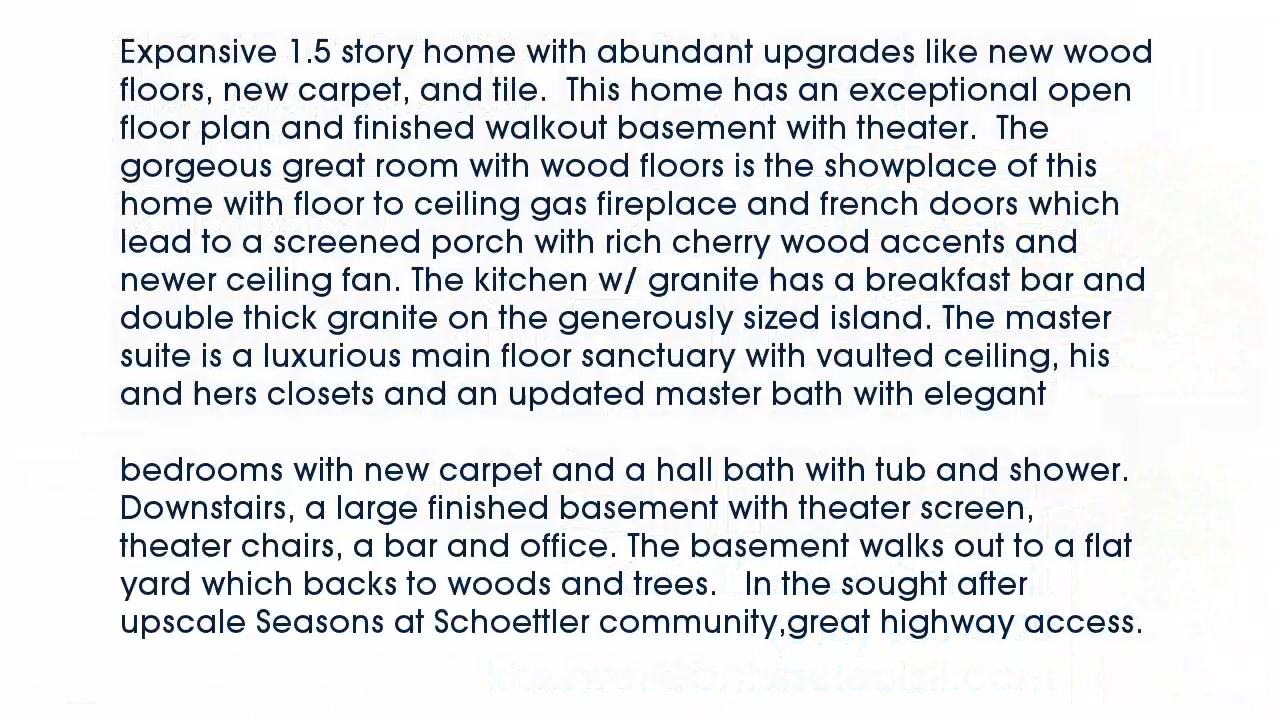 Expansive 1.5 story home with abundant upgrades like new wood
floors, new carpet, and tile.  This home has an exceptional open
floor plan and finished walkout basement with theater.  The
gorgeous great room with wood floors is the showplace of this
home with floor to ceiling gas fireplace and french doors which
lead to a screened porch with rich cherry wood accents and
newer ceiling fan. The kitchen w/ granite has a breakfast bar and
double thick granite on the generously sized island. The master
suite is a luxurious main floor sanctuary with vaulted ceiling, his
and hers closets and an updated master bath with elegant
bedrooms with new carpet and a hall bath with tub and shower.
Downstairs, a large finished basement with theater screen,
theater chairs, a bar and office. The basement walks out to a flat
yard which backs to woods and trees.   In the sought after
upscale Seasons at Schoettler community,great highway access.